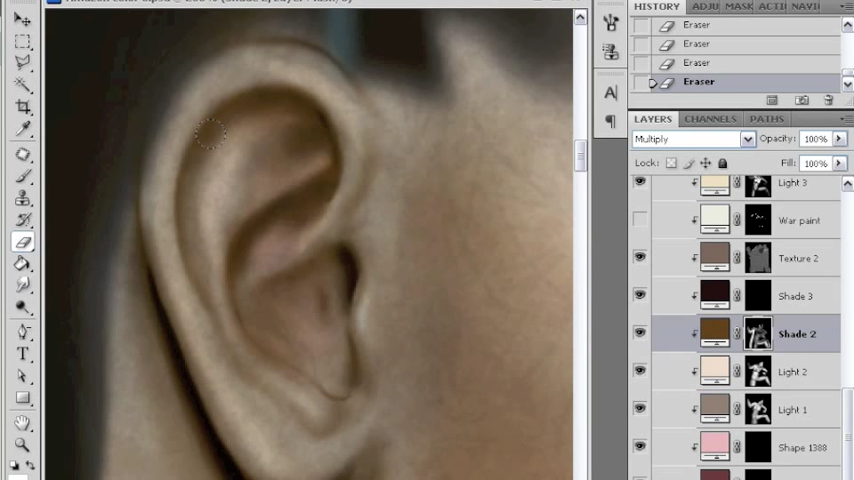 HISTORY ADJU MASK ACTI NAVI
Eraser
Eraser
Eraser
Eraser
LAYERS CHANNELS PATHS
Multiply Opacity: 100%
Lock: Fill: 100%
Light 3
War paint
Texture 2
Shade 3
Shade 2
Light 2
Light 1
Shape 1388